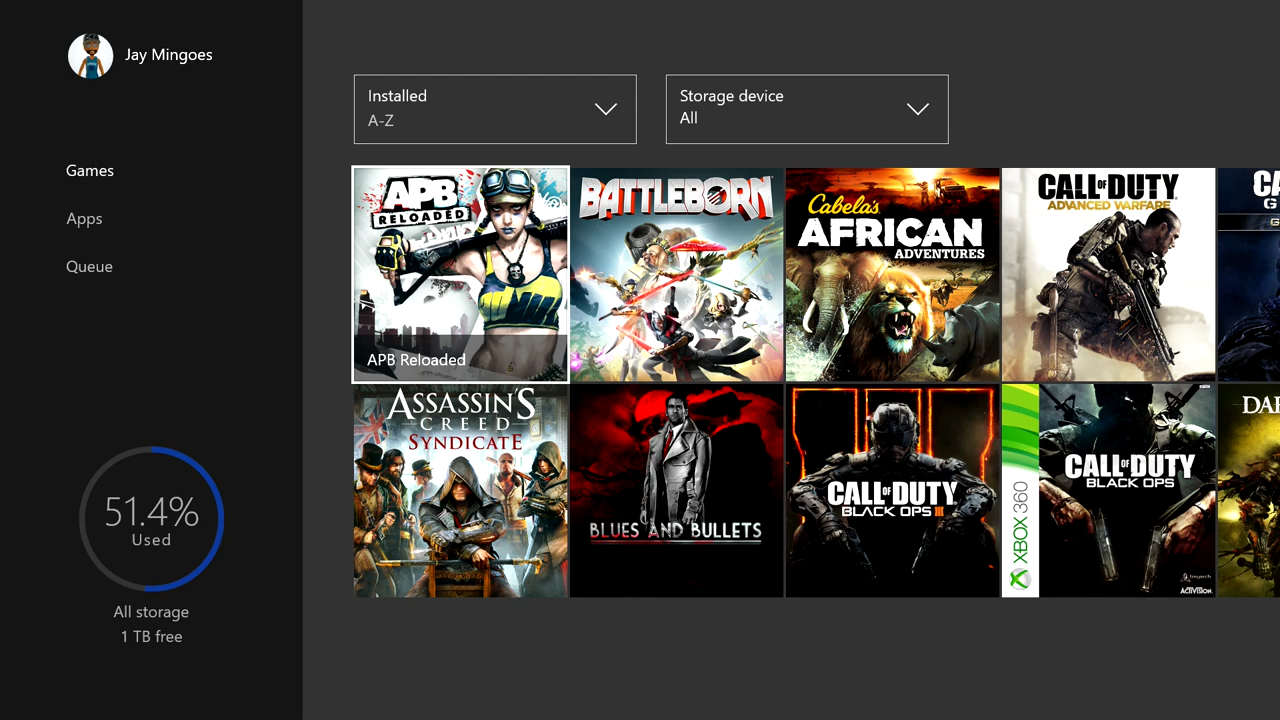 Jay Mingoes
Games
Apps
Queue
51.4%
Used
All storage
1 TB free
Installed
A-Z
Storage device
All
APB
RELOADED
APB Reloaded
BATTLEBORN
Cabela's
AFRICAN
ADVENTURES
CALL OF DUTY
ADVANCED WARFARE
CA
G
G
ASSASSIN'S
CREED
SYNDICATE
BLUES AND BULLETS
CALL OF DUTY
BLACK OPS III
XBOX 360
CALL OF DUTY
BLACK OPS
ACTIVISION
DAR